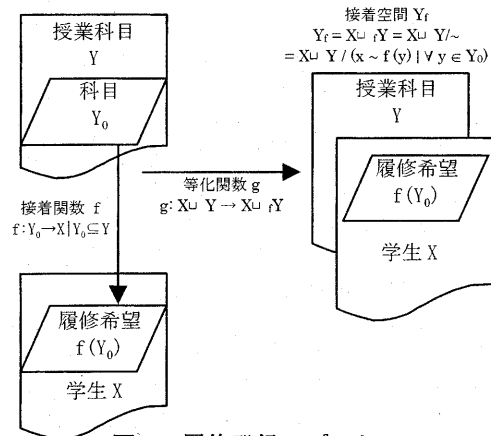 授業科目
Y
科目
Y₀
接着関数 f
f:Y₀→X|Y₀⊆Y
履修希望
f(Y₀)
学生 X
等化関数 g
g: X⊔ Y → X⊔ fY
接着空間 Yf
Yf = X⊔ fY = X⊔ Y/~
= X⊔ Y / (x ~ f (y) | ∀ y ∈ Y₀)
授業科目
Y
履修希望
f(Y₀)
学生 X